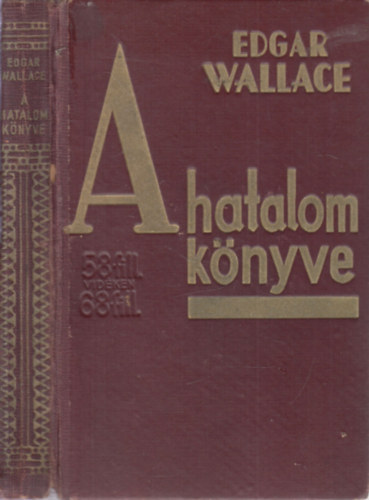 EDGAR
WALLACE
A
HATALOM
KÖNYVE
EDGAR
WALLACE
A hatalom
könyve
58 fill.
VIDÉKEN
68 fill.